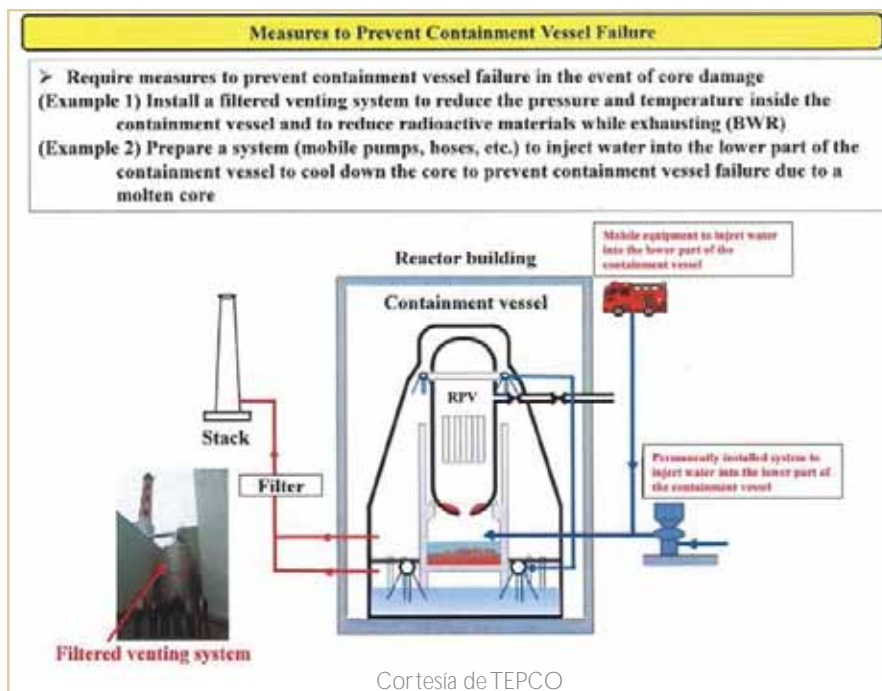 Measures to Prevent Containment Vessel Failure
➤ Require measures to prevent containment vessel failure in the event of core damage
(Example 1) Install a filtered venting system to reduce the pressure and temperature inside the
containment vessel and to reduce radioactive materials while exhausting (BWR)
(Example 2) Prepare a system (mobile pumps, hoses, etc.) to inject water into the lower part of the
containment vessel to cool down the core to prevent containment vessel failure due to a
molten core
Mobile equipment to inject water
into the lower part of the
containment vessel
Reactor building
Containment vessel
RPV
Stack
Filter
Permanently installed system to
inject water into the lower part of
the containment vessel
Filtered venting system
Cortesía de TEPCO